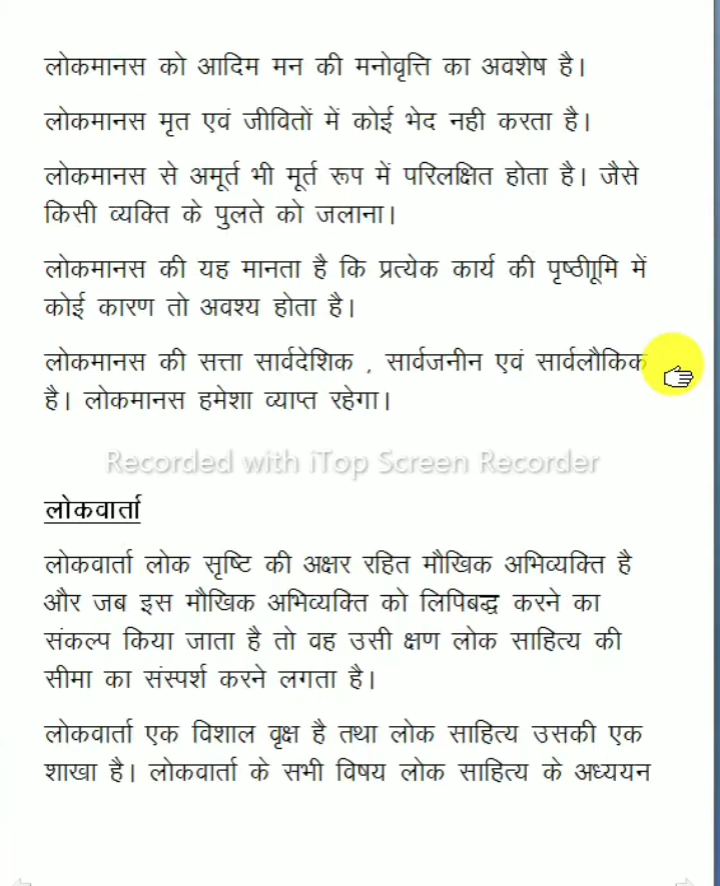 लोकमानस को आदिम मन की मनोवृत्ति का अवशेष है।
लोकमानस मृत एवं जीवितों में कोई भेद नही करता है।
लोकमानस से अमूर्त भी मूर्त रूप में परिलक्षित होता है। जैसे
किसी व्यक्ति के पुलते को जलाना।
लोकमानस की यह मानता है कि प्रत्येक कार्य की में
कोई कारण तो अवश्य होता है।
लोकमानस की सत्ता सार्वदेशिक , सार्वजनीन एवं सार्वलौकिक
है। लोकमानस हमेशा व्याप्त रहेगा।
Recorded with iTop Screen Recorder
लोकवार्ता
लोकवार्ता लोक सृष्टि की अक्षर रहित मौखिक अभिव्यक्ति है
और जब इस मौखिक अभिव्यक्ति को लिपिबद्ध करने का
संकल्प किया जाता है तो वह उसी क्षण लोक साहित्य की
सीमा का संस्पर्श करने लगता है।
लोकवार्ता एक विशाल वृक्ष है तथा लोक साहित्य उसकी एक
शाखा है। लोकवार्ता के सभी विषय लोक साहित्य के अध्ययन